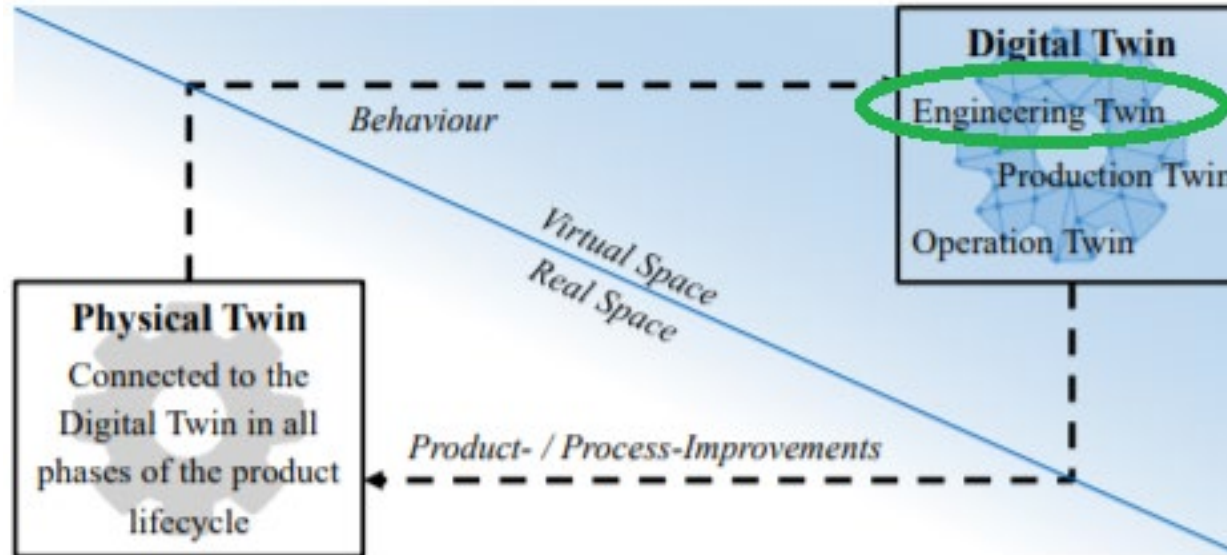 Digital Twin
Engineering Twin
Behaviour
Production Twin
Operation Twin
Virtual Space
Real Space
Physical Twin
Connected to the
Digital Twin in all
phases of the product
lifecycle
Product- / Process-Improvements